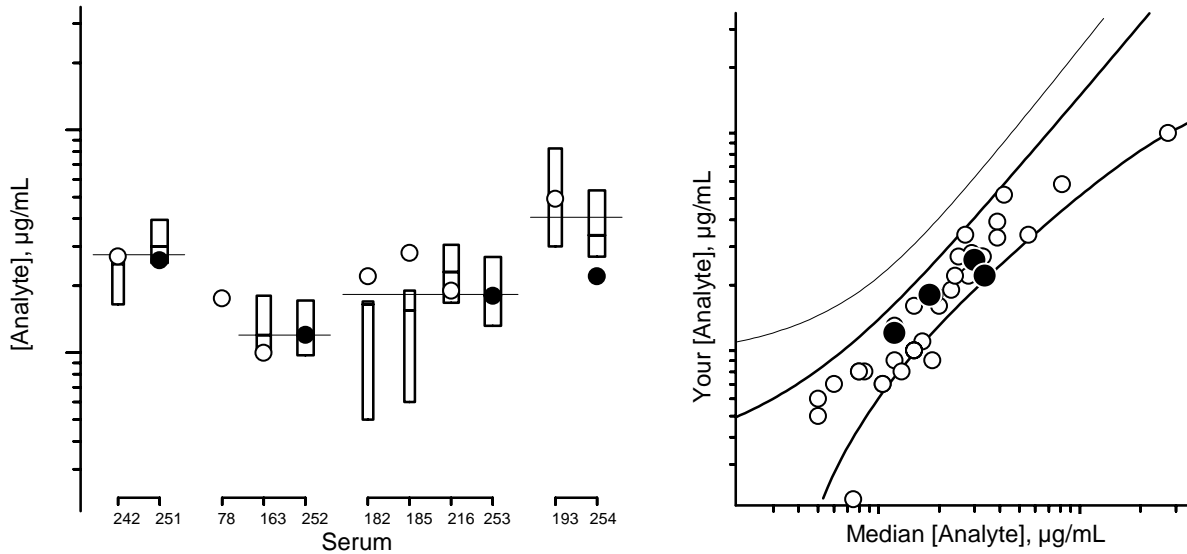 [Analyte], µg/mL
242 251 78 163 252 182 185 216 253 193 254
Serum
Your [Analyte], µg/mL
Median [Analyte], µg/mL